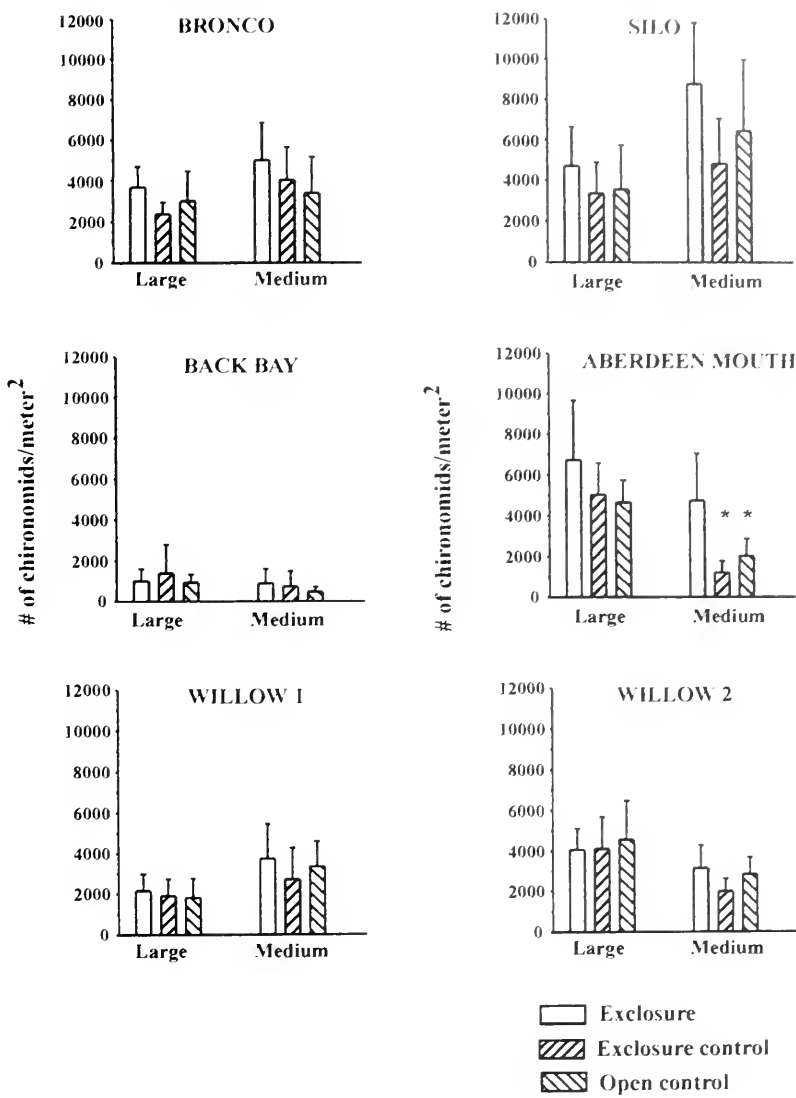 BRONCO
12000
10000
8000
6000
4000
2000
0
Large Medium
SILO
12000
10000
8000
6000
4000
2000
0
Large Medium
# of chironomids/meter²
BACK BAY
12000
10000
8000
6000
4000
2000
0
Large Medium
# of chironomids/meter²
ABERDEEN MOUTH
12000
10000
8000
6000
4000
2000
0
* *
Large Medium
WILLOW 1
12000
10000
8000
6000
4000
2000
0
Large Medium
WILLOW 2
12000
10000
8000
6000
4000
2000
0
Large Medium
Exclosure
Exclosure control
Open control